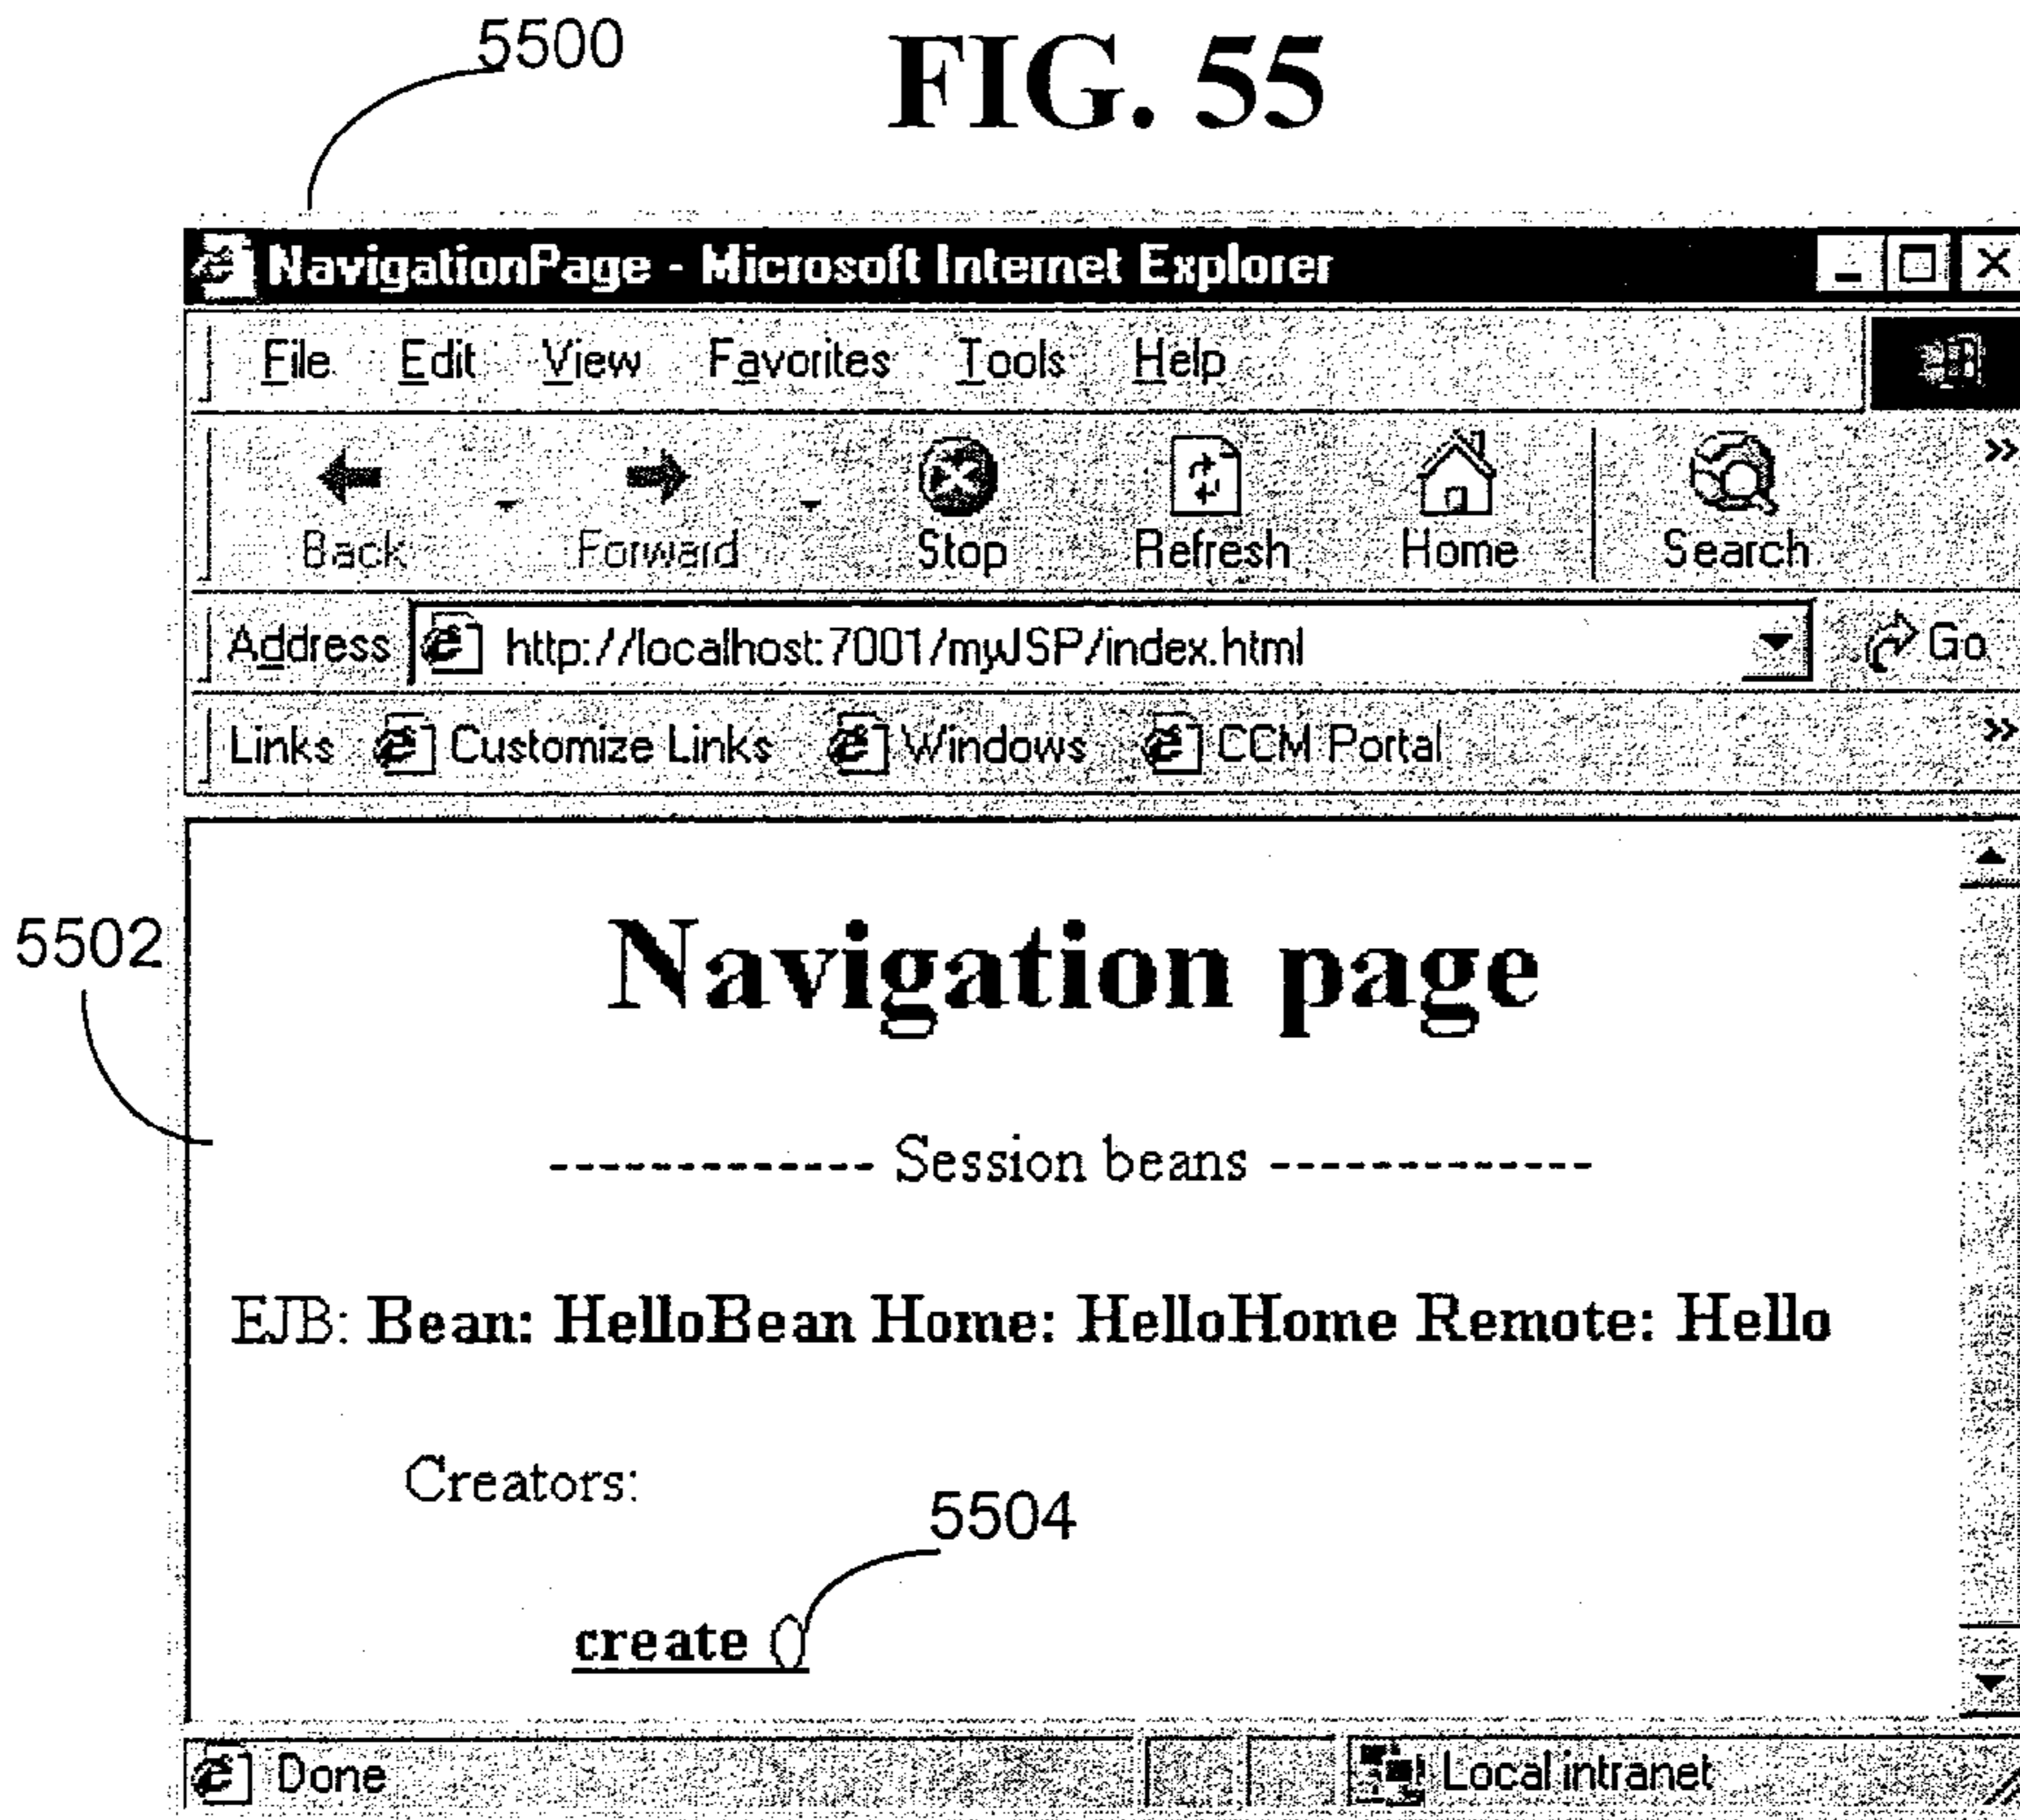 5500
FIG. 55
NavigationPage - Microsoft Internet Explorer
File Edit View Favorites Tools Help
Back Forward Stop Refresh Home Search »
Address http://localhost:7001/myJSP/index.html Go
Links Customize Links Windows CCM Portal »
5502
Navigation page
------------- Session beans -------------
EJB: Bean: HelloBean Home: HelloHome Remote: Hello
Creators:
5504
create ()
Done Local intranet